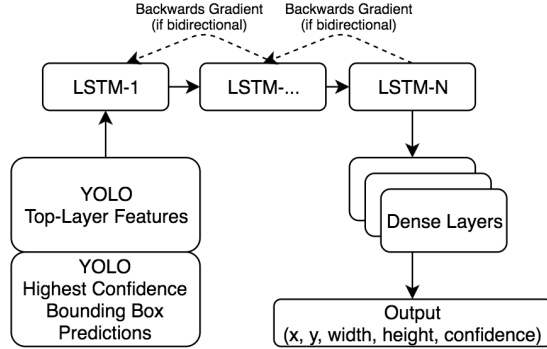 Backwards Gradient
(if bidirectional)
Backwards Gradient
(if bidirectional)
LSTM-1
LSTM-...
LSTM-N
YOLO
Top-Layer Features
YOLO
Highest Confidence
Bounding Box
Predictions
Dense Layers
Output
(x, y, width, height, confidence)